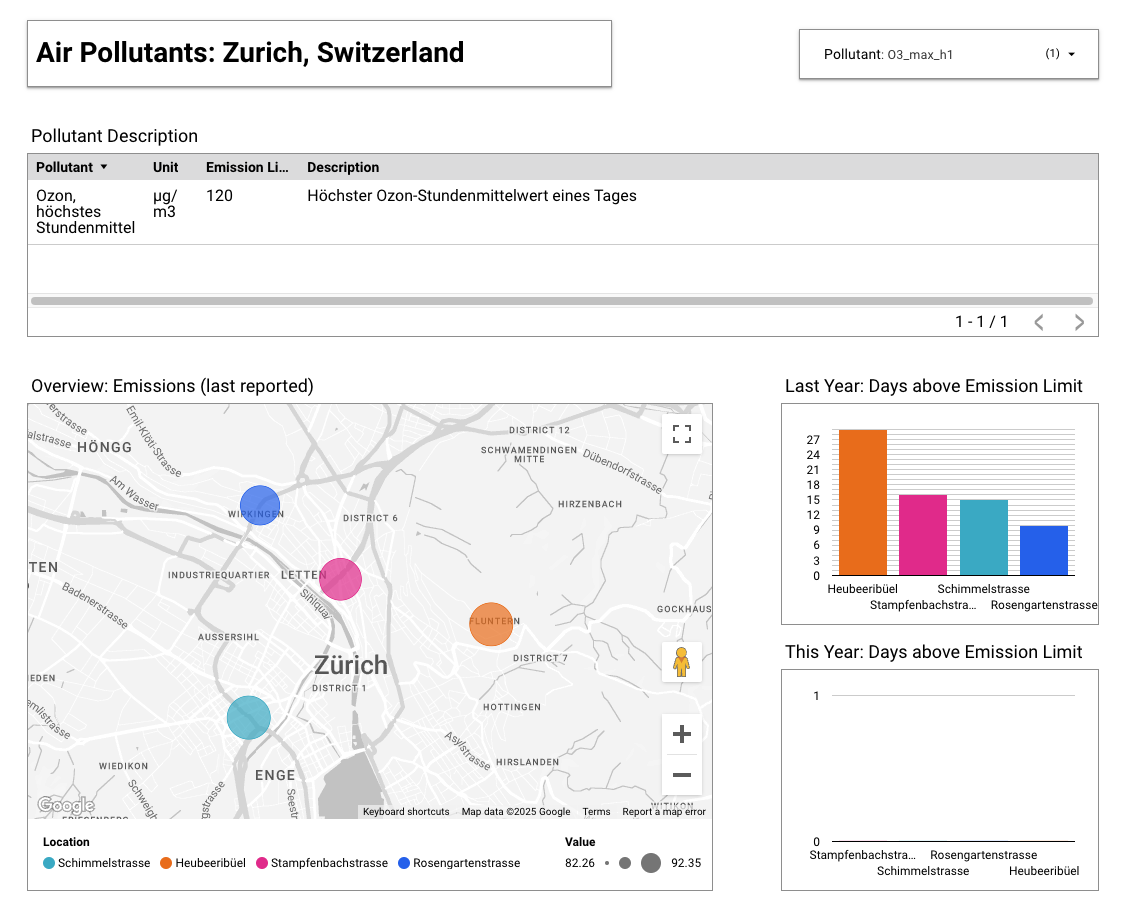 Air Pollutants: Zurich, Switzerland
Pollutant: O3_max_h1 (1)
Pollutant Description
Pollutant Unit Emission Li... Description
Ozon, höchstes Stundenmittel µg/m3 120 Höchster Ozon-Stundenmittelwert eines Tages
1 - 1 / 1
Overview: Emissions (last reported)
HÖNGG
Emil-Klöti-Strasse
Am Wasser
DISTRICT 12
SCHWAMENDINGEN
MITTE
Dübendorfstrasse
HIRZENBACH
WIPKINGEN
DISTRICT 6
INDUSTRIEQUARTIER
LETTEN
Sihlquai
Badenerstrasse
TEN
GOCKHAUS
FLUNTERN
AUSSERSIHL
Zürich
DISTRICT 7
DISTRICT 1
IEDEN
HOTTINGEN
Asylstrasse
HIRSLANDEN
WIEDIKON
ENGE
Seest
WITIKON
Google
Keyboard shortcuts
Map data ©2025 Google
Terms
Report a map error
Location
Schimmelstrasse Heubeeribüel Stampfenbachstrasse Rosengartenstrasse
Value
82.26 92.35
Last Year: Days above Emission Limit
27
24
21
18
15
12
9
6
3
0
Heubeeribüel Schimmelstrasse
Stampfenbachstra... Rosengartenstrasse
This Year: Days above Emission Limit
1
0
Stampfenbachstra... Rosengartenstrasse
Schimmelstrasse Heubeeribüel